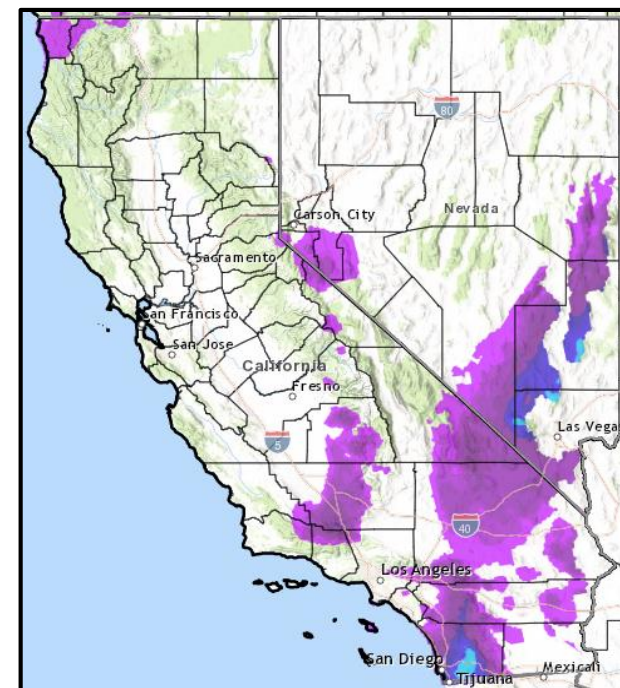 80
Carson City
Nevada
Sacramento
San Francisco
San Jose
California
Fresno
5
Las Vega
40
Los Angeles
San Diego
Tijuana
Mexicali